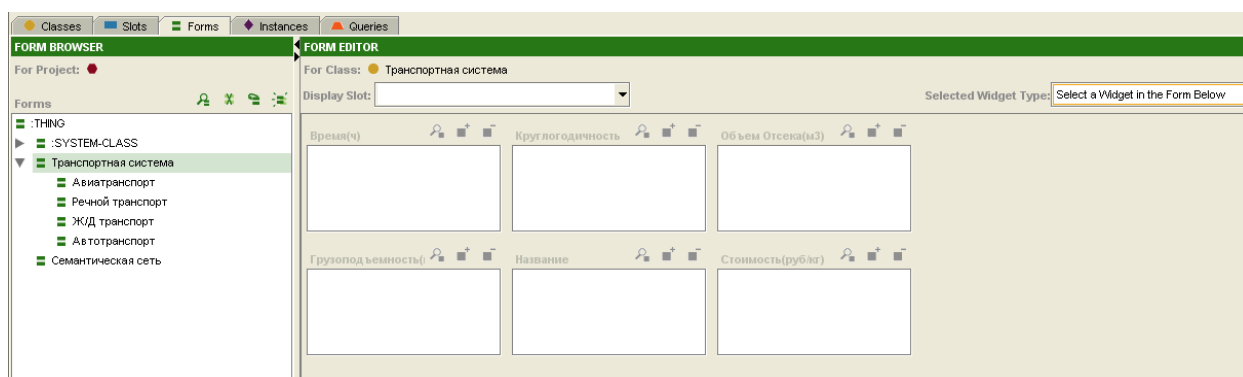 Classes Slots Forms Instances Queries
FORM BROWSER
For Project:
Forms
:THING
:SYSTEM-CLASS
Транспортная система
Авиатранспорт
Речной транспорт
Ж/Д транспорт
Автотранспорт
Семантическая сеть
FORM EDITOR
For Class: Транспортная система
Display Slot:
Selected Widget Type: Select a Widget in the Form Below
Время(ч) Круглогодичность Объем Отсека(м3)
Грузоподъемность( Название Стоимость(руб/кг)